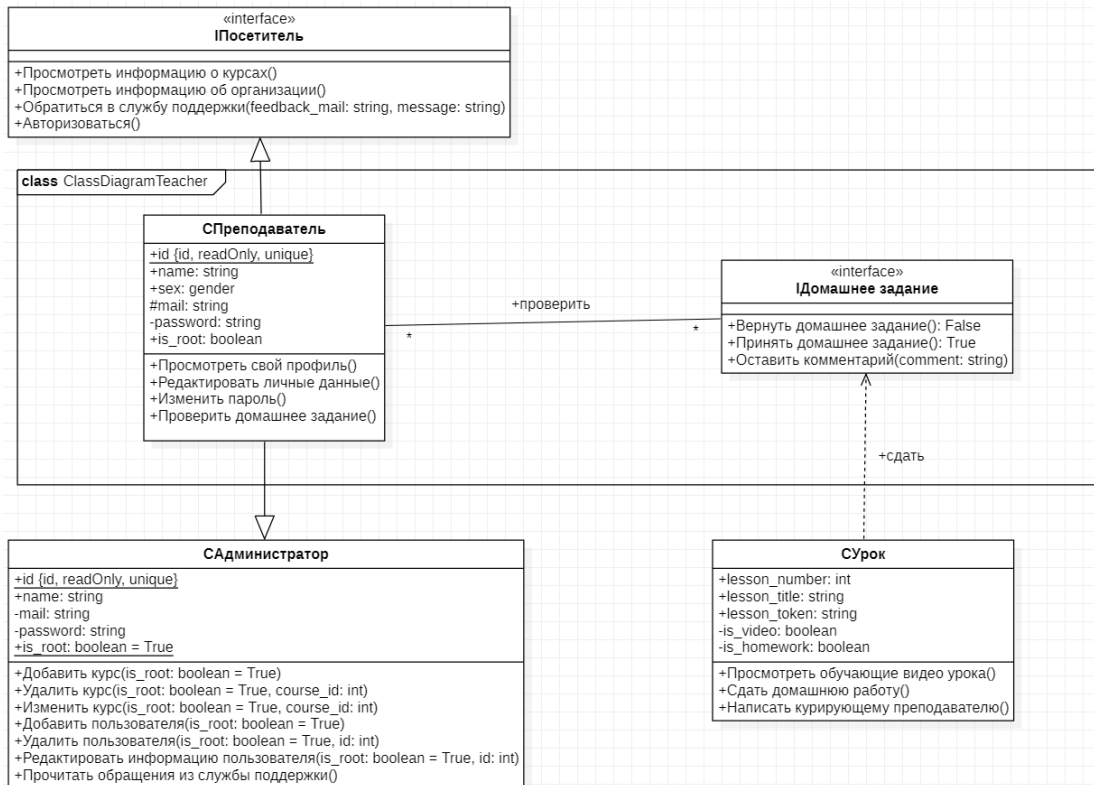 «interface»
IПосетитель
+Просмотреть информацию о курсах()
+Просмотреть информацию об организации()
+Обратиться в службу поддержки(feedback_mail: string, message: string)
+Авторизоваться()
class ClassDiagramTeacher
CПреподаватель
+id {id, readOnly, unique}
+name: string
+sex: gender
#mail: string
-password: string
+is_root: boolean
+Просмотреть свой профиль()
+Редактировать личные данные()
+Изменить пароль()
+Проверить домашнее задание()
+проверить
*
*
«interface»
IДомашнее задание
+Вернуть домашнее задание(): False
+Принять домашнее задание(): True
+Оставить комментарий(comment: string)
+сдать
CАдминистратор
+id {id, readOnly, unique}
+name: string
-mail: string
-password: string
+is_root: boolean = True
+Добавить курс(is_root: boolean = True)
+Удалить курс(is_root: boolean = True, course_id: int)
+Изменить курс(is_root: boolean = True, course_id: int)
+Добавить пользователя(is_root: boolean = True)
+Удалить пользователя(is_root: boolean = True, id: int)
+Редактировать информацию пользователя(is_root: boolean = True, id: int)
+Прочитать обращения из службы поддержки()
CУрок
+lesson_number: int
+lesson_title: string
+lesson_token: string
-is_video: boolean
-is_homework: boolean
+Просмотреть обучающие видео урока()
+Сдать домашнюю работу()
+Написать курирующему преподавателю()